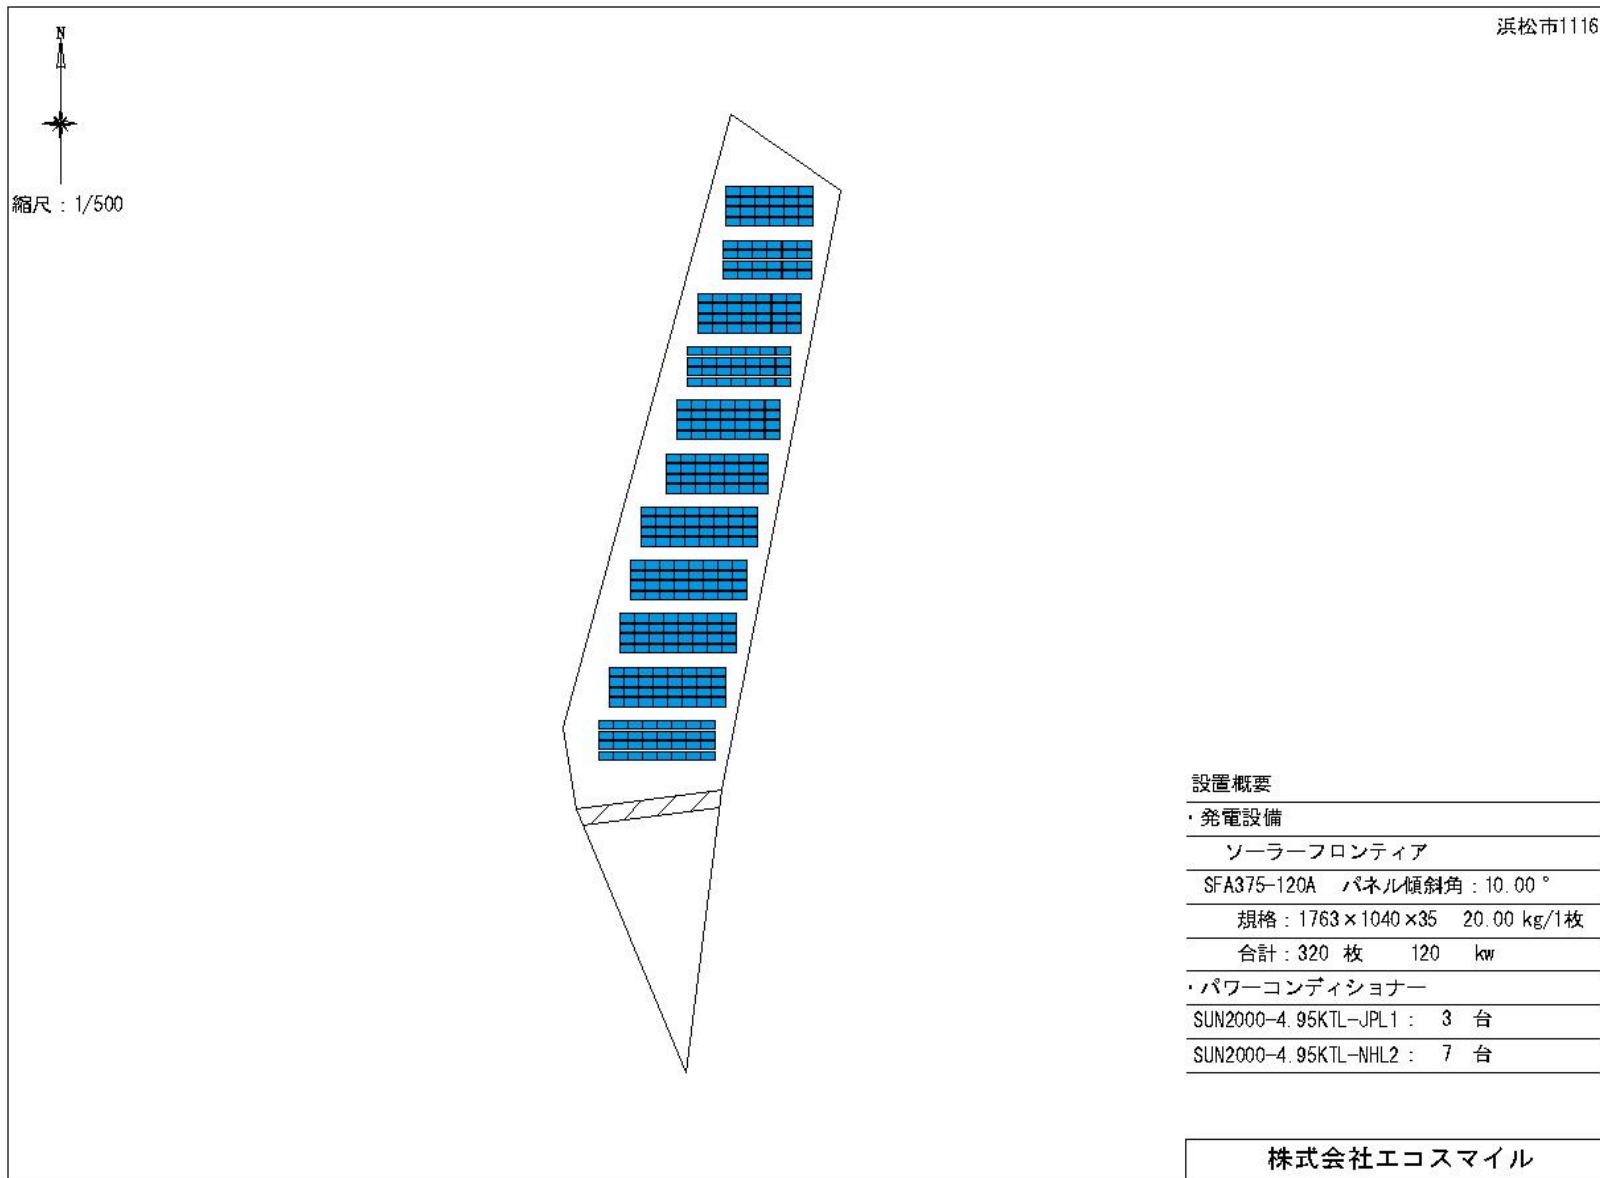 浜松市1116
N
縮尺：1/500
設置概要
・発電設備
ソーラーフロンティア
SFA375-120A パネル傾斜角：10.00°
規格：1763×1040×35 20.00 kg/1枚
合計：320 枚 120 kw
・パワーコンディショナー
SUN2000-4.95KTL-JPL1： 3 台
SUN2000-4.95KTL-NHL2： 7 台
株式会社エコスマイル